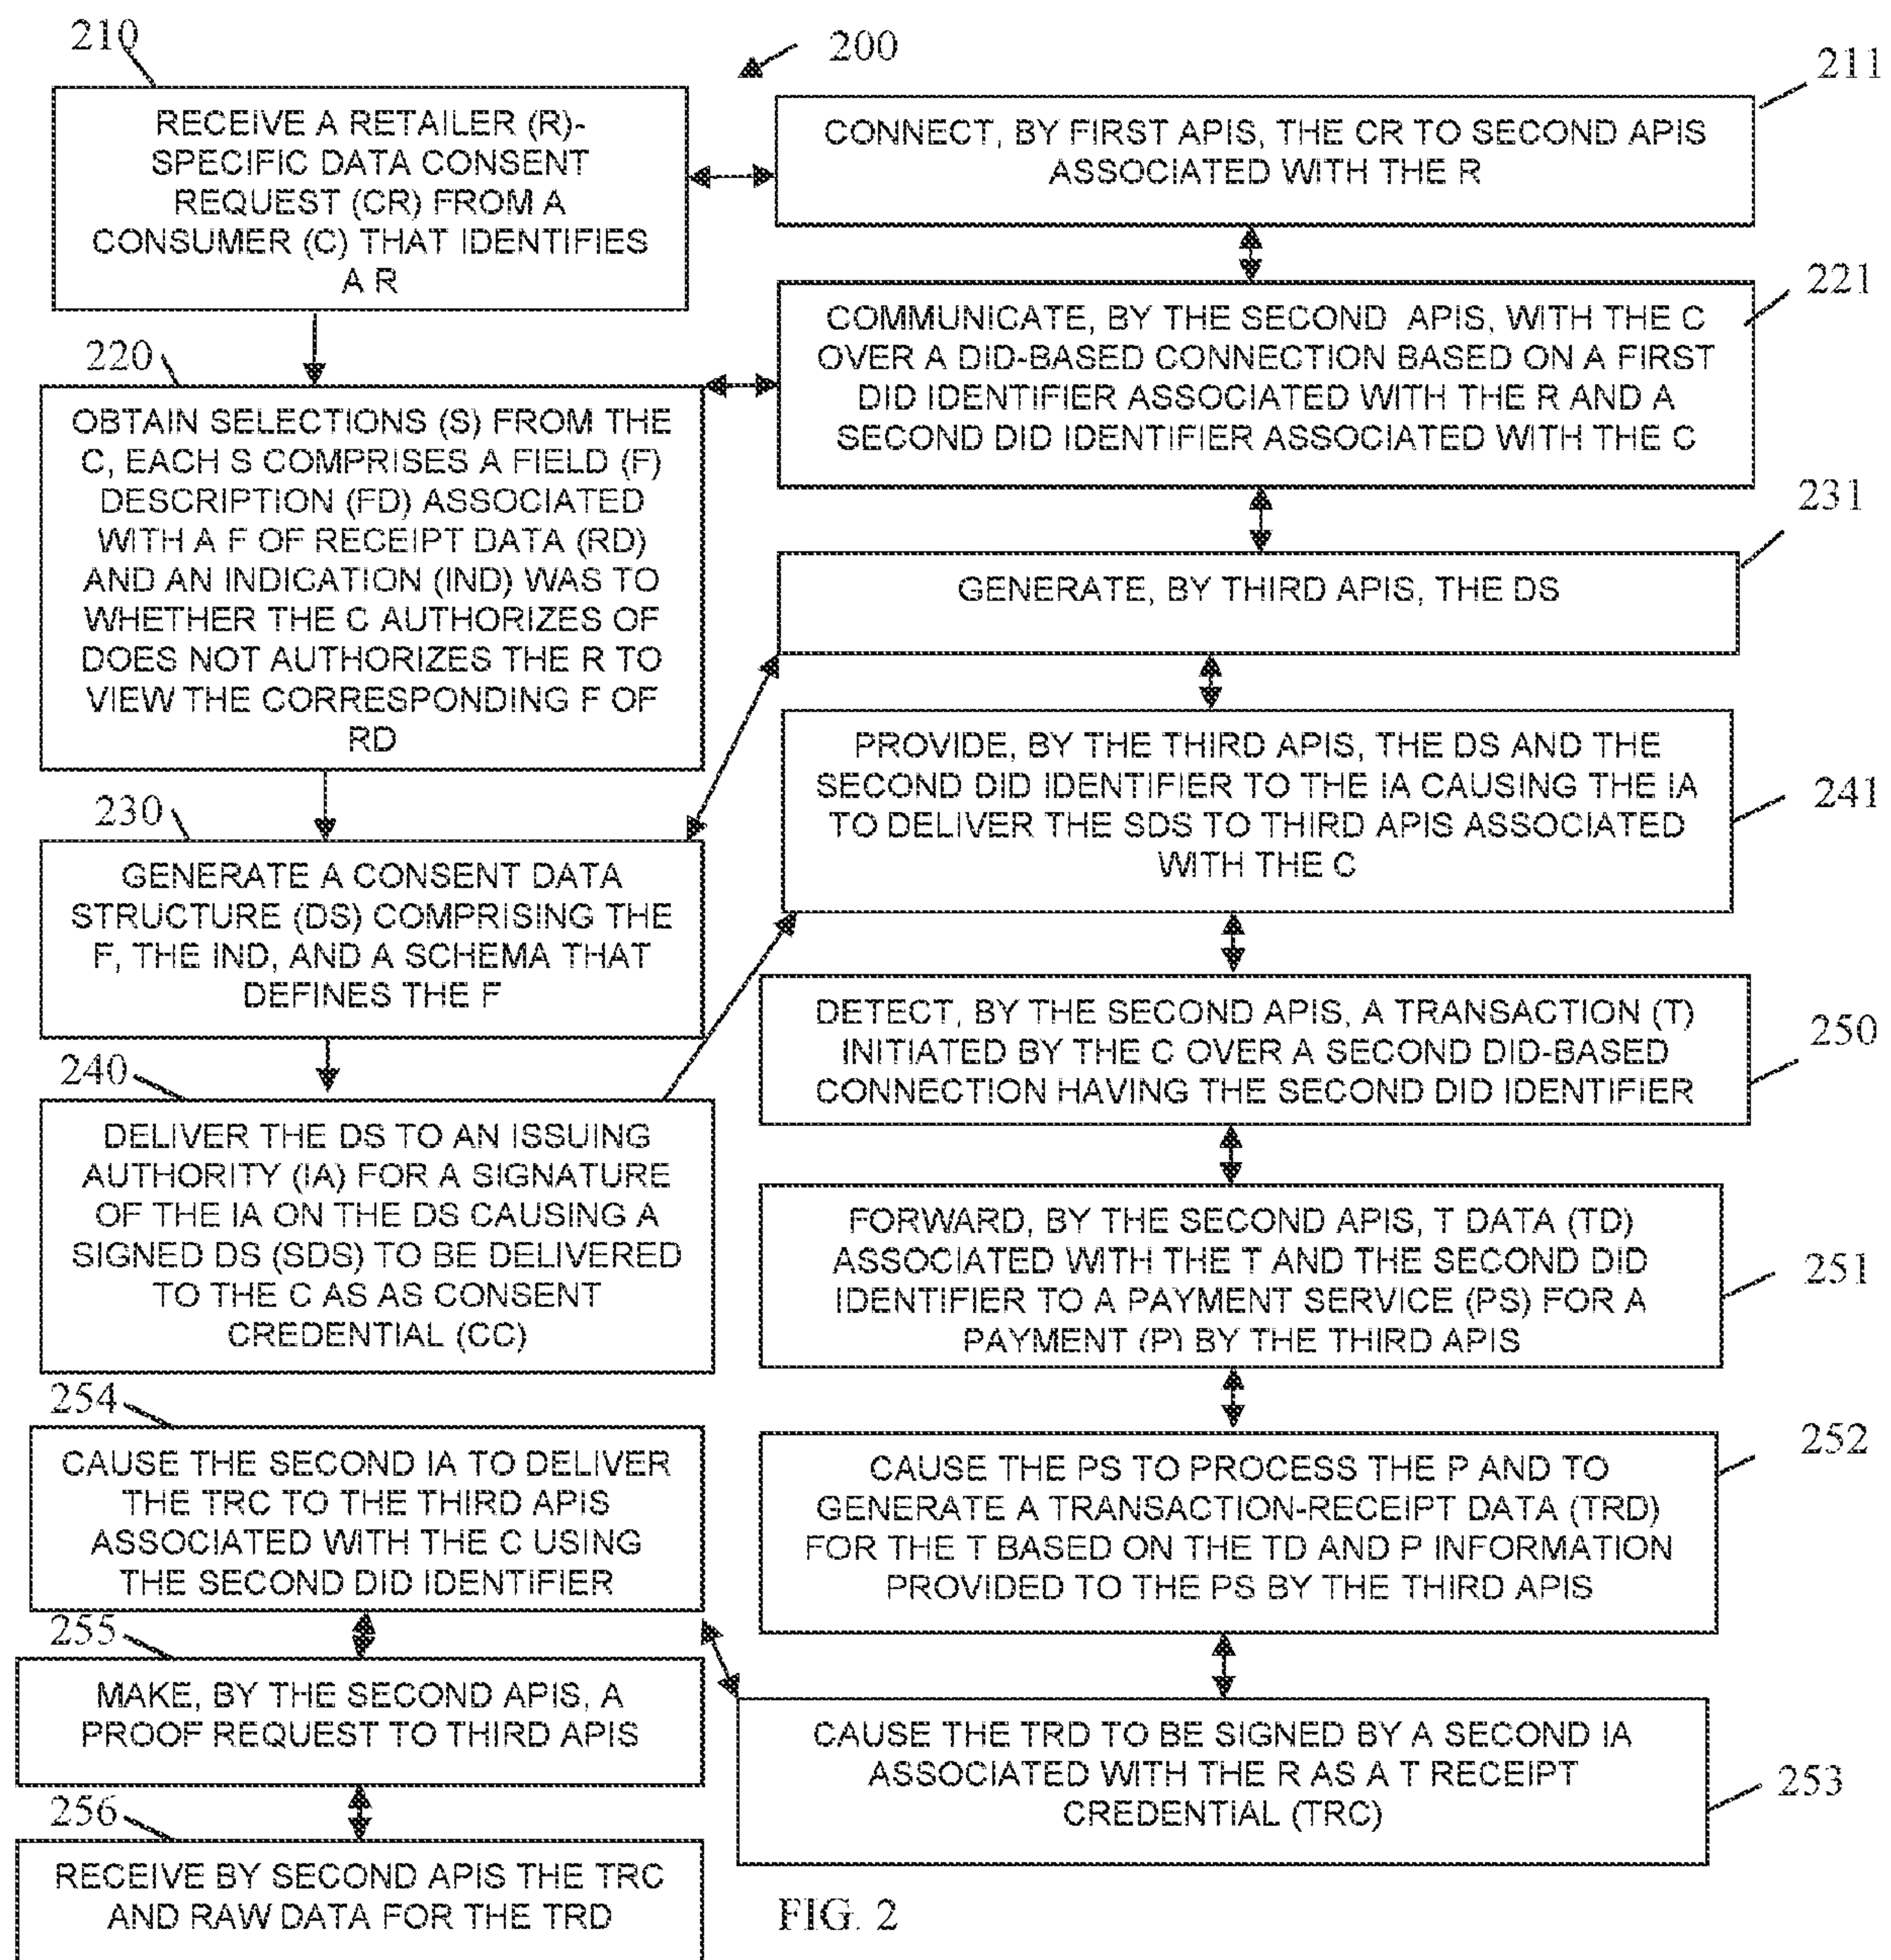 210
200
211
RECEIVE A RETAILER (R)-
SPECIFIC DATA CONSENT
REQUEST (CR) FROM A
CONSUMER (C) THAT IDENTIFIES
A R
CONNECT, BY FIRST APIS, THE CR TO SECOND APIS
ASSOCIATED WITH THE R
220
221
OBTAIN SELECTIONS (S) FROM THE
C, EACH S COMPRISES A FIELD (F)
DESCRIPTION (FD) ASSOCIATED
WITH A F OF RECEIPT DATA (RD)
AND AN INDICATION (IND) WAS TO
WHETHER THE C AUTHORIZES OF
DOES NOT AUTHORIZES THE R TO
VIEW THE CORRESPONDING F OF
RD
COMMUNICATE, BY THE SECOND APIS, WITH THE C
OVER A DID-BASED CONNECTION BASED ON A FIRST
DID IDENTIFIER ASSOCIATED WITH THE R AND A
SECOND DID IDENTIFIER ASSOCIATED WITH THE C
231
GENERATE, BY THIRD APIS, THE DS
230
GENERATE A CONSENT DATA
STRUCTURE (DS) COMPRISING THE
F, THE IND, AND A SCHEMA THAT
DEFINES THE F
241
PROVIDE, BY THE THIRD APIS, THE DS AND THE
SECOND DID IDENTIFIER TO THE IA CAUSING THE IA
TO DELIVER THE SDS TO THIRD APIS ASSOCIATED
WITH THE C
240
DELIVER THE DS TO AN ISSUING
AUTHORITY (IA) FOR A SIGNATURE
OF THE IA ON THE DS CAUSING A
SIGNED DS (SDS) TO BE DELIVERED
TO THE C AS AS CONSENT
CREDENTIAL (CC)
250
DETECT, BY THE SECOND APIS, A TRANSACTION (T)
INITIATED BY THE C OVER A SECOND DID-BASED
CONNECTION HAVING THE SECOND DID IDENTIFIER
251
FORWARD, BY THE SECOND APIS, T DATA (TD)
ASSOCIATED WITH THE T AND THE SECOND DID
IDENTIFIER TO A PAYMENT SERVICE (PS) FOR A
PAYMENT (P) BY THE THIRD APIS
252
CAUSE THE PS TO PROCESS THE P AND TO
GENERATE A TRANSACTION-RECEIPT DATA (TRD)
FOR THE T BASED ON THE TD AND P INFORMATION
PROVIDED TO THE PS BY THE THIRD APIS
253
CAUSE THE TRD TO BE SIGNED BY A SECOND IA
ASSOCIATED WITH THE R AS A T RECEIPT
CREDENTIAL (TRC)
254
CAUSE THE SECOND IA TO DELIVER
THE TRC TO THE THIRD APIS
ASSOCIATED WITH THE C USING
THE SECOND DID IDENTIFIER
255
MAKE, BY THE SECOND APIS, A
PROOF REQUEST TO THIRD APIS
256
RECEIVE BY SECOND APIS THE TRC
AND RAW DATA FOR THE TRD
FIG. 2